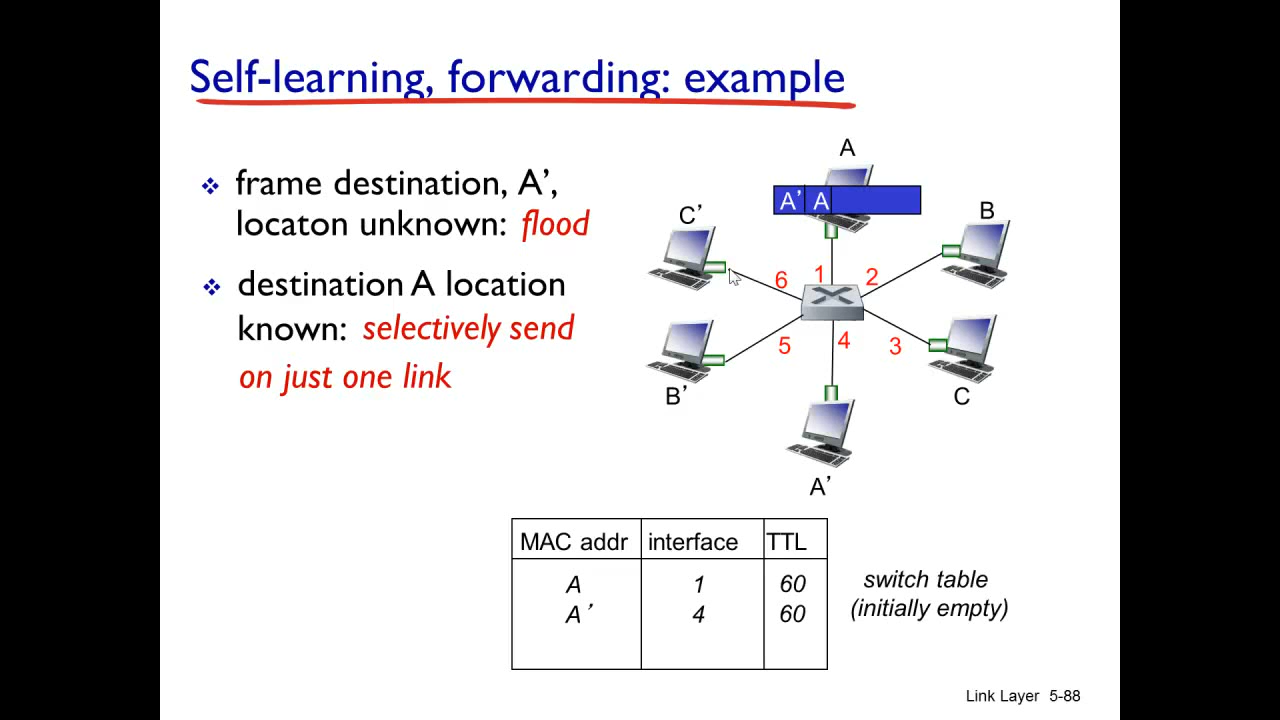 Self-learning, forwarding: example
❖ frame destination, A’,
locaton unknown: flood
❖ destination A location
known: selectively send
on just one link
A
A’ A
B
C’
6
1
2
5
4
3
B’
C
A’
MAC addr interface TTL
A 1 60
A’ 4 60
switch table
(initially empty)
Link Layer 5-88